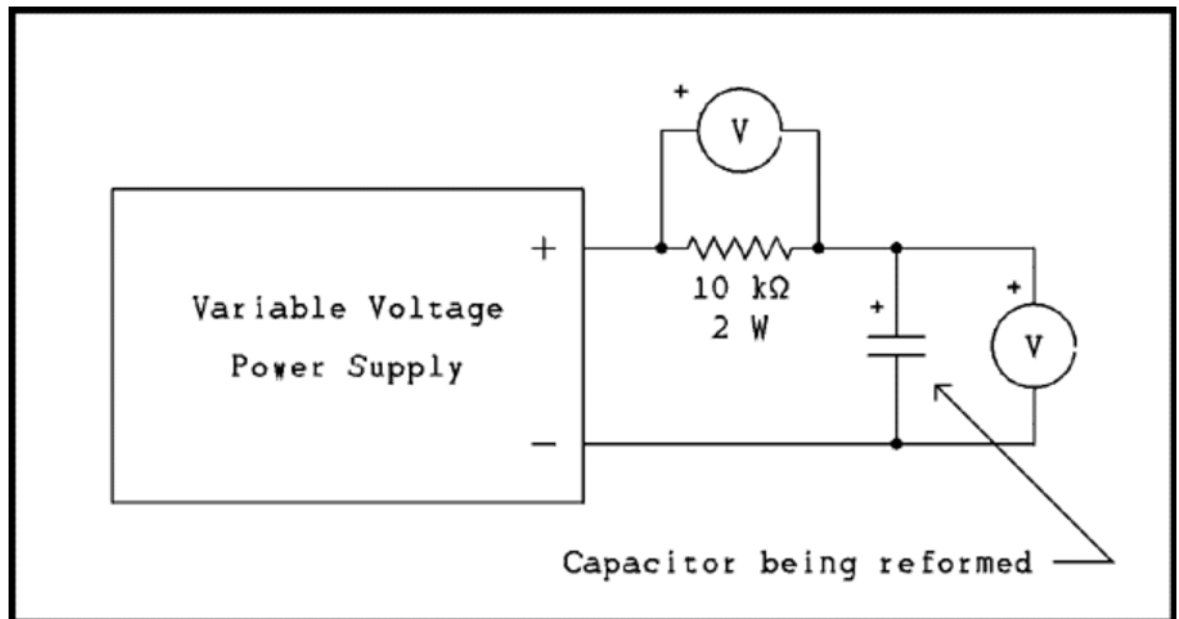 +
V
+
Variable Voltage
Power Supply
10 kΩ
2 W
+
+
V
−
Capacitor being reformed